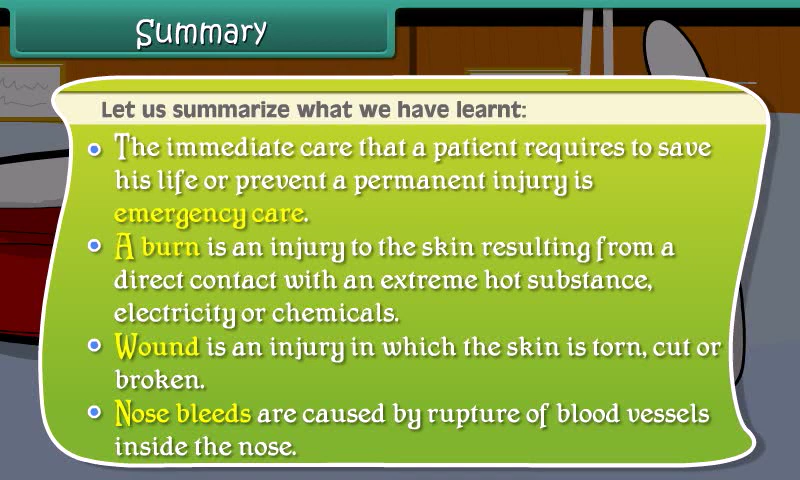 Summary
Let us summarize what we have learnt:
The immediate care that a patient requires to save
his life or prevent a permanent injury is
emergency care.
A burn is an injury to the skin resulting from a
direct contact with an extreme hot substance,
electricity or chemicals.
Wound is an injury in which the skin is torn, cut or
broken.
Nose bleeds are caused by rupture of blood vessels
inside the nose.